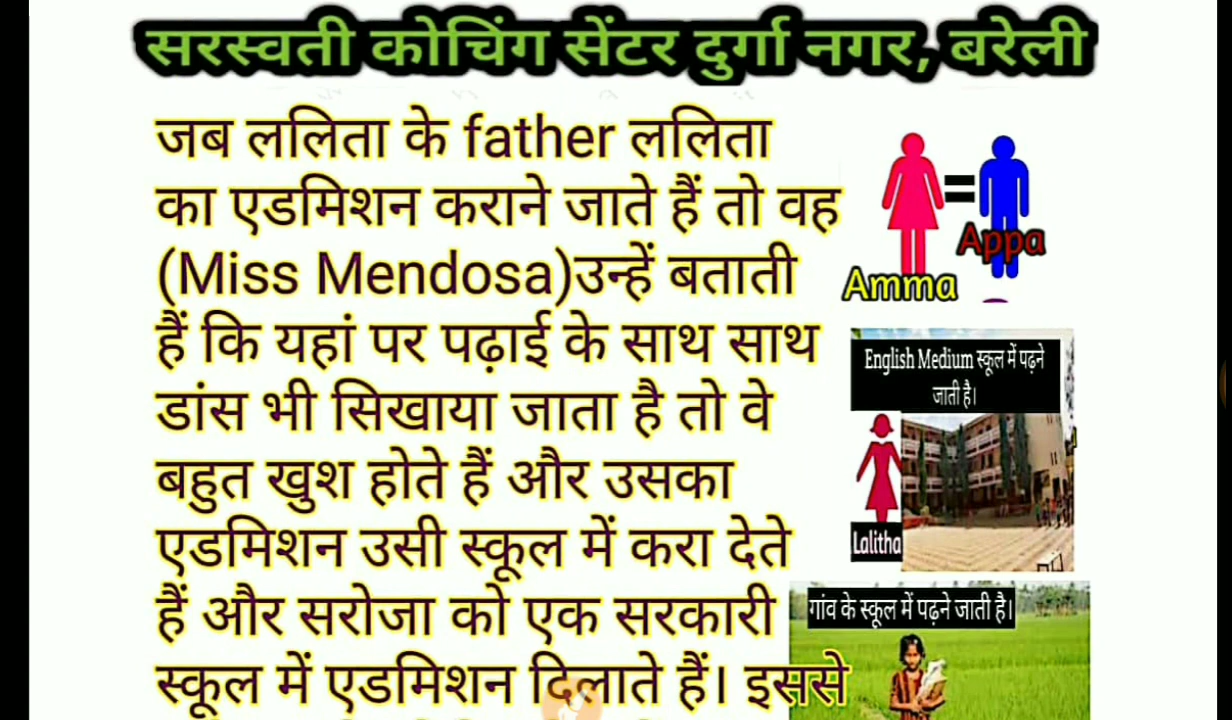 सरस्वती कोचिंग सेंटर दुर्गा नगर, बरेली
जब ललिता के father ललिता
का एडमिशन कराने जाते हैं तो वह
(Miss Mendosa)उन्हें बताती
हैं कि यहां पर पढ़ाई के साथ साथ
डांस भी सिखाया जाता है तो वे
बहुत खुश होते हैं और उसका
एडमिशन उसी स्कूल में करा देते
हैं और सरोजा को एक सरकारी
स्कूल में एडमिशन दिलाते हैं। इससे
=
Appa
Amma
English Medium स्कूल में पढ़ने
जाती है।
Lalitha
गांव के स्कूल में पढ़ने जाती है।